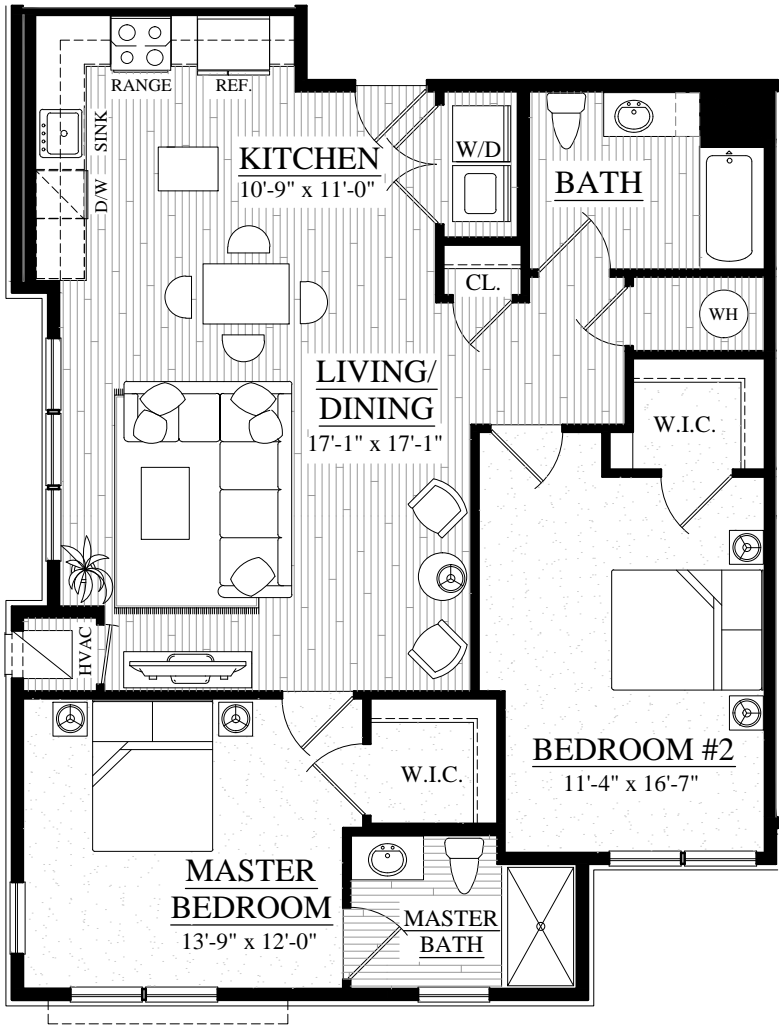 RANGE
REF.
SINK
D/W
KITCHEN
10'-9" x 11'-0"
W/D
BATH
CL.
WH
LIVING/
DINING
17'-1" x 17'-1"
W.I.C.
HVAC
BEDROOM #2
11'-4" x 16'-7"
W.I.C.
MASTER
BEDROOM
13'-9" x 12'-0"
MASTER
BATH